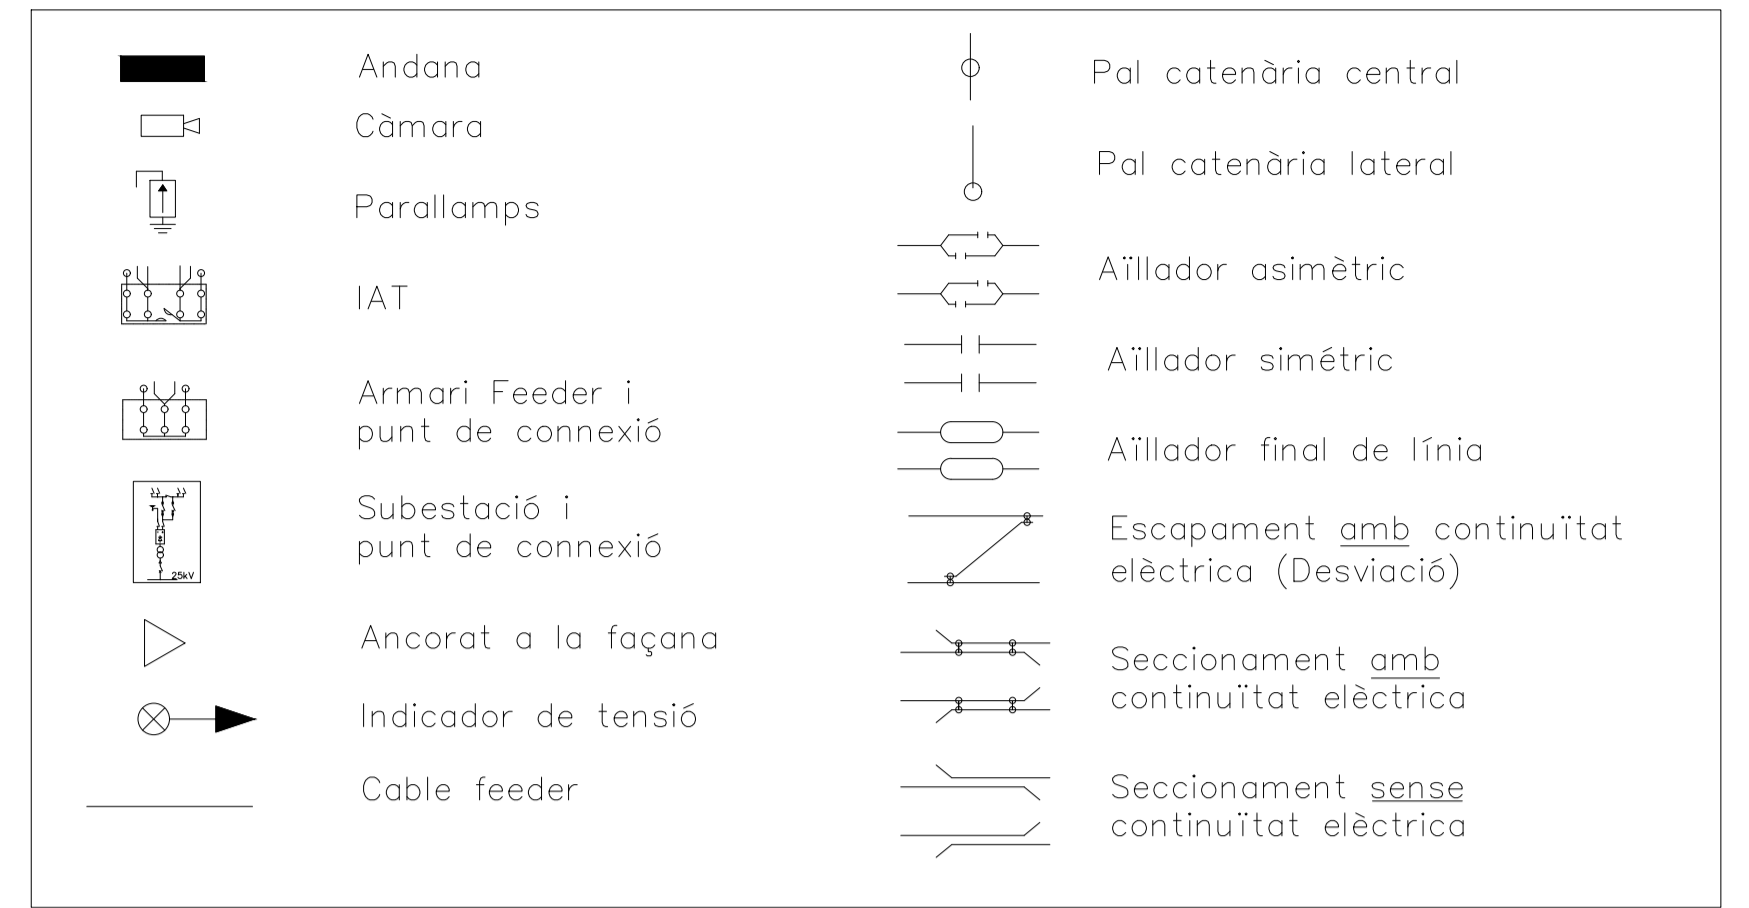 Andana
Càmara
Parallamps
IAT
Armari Feeder i
punt de connexió
25kV
Subestació i
punt de connexió
Ancorat a la façana
Indicador de tensió
Cable feeder
Pal catenària central
Pal catenària lateral
Aïllador asimètric
Aïllador simétric
Aïllador final de línia
Escapament amb continuïtat
elèctrica (Desviació)
Seccionament amb
continuïtat elèctrica
Seccionament sense
continuïtat elèctrica